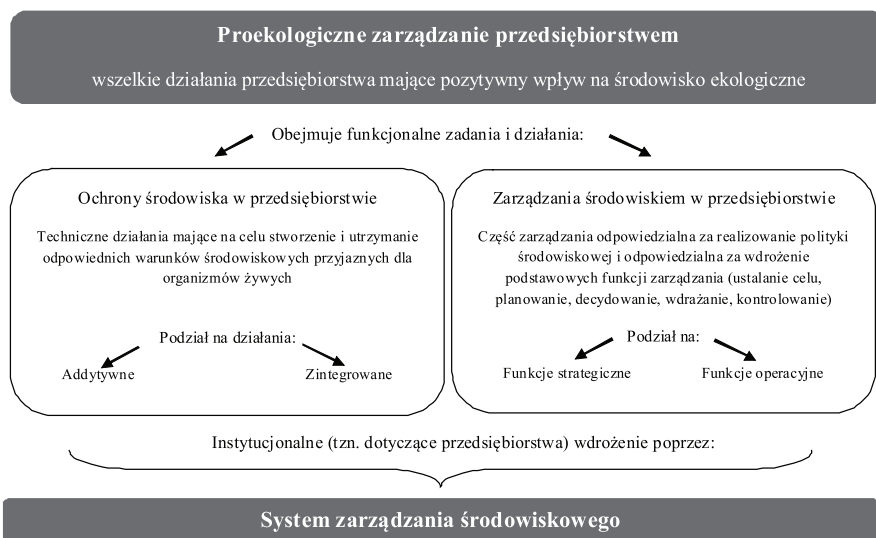 Proekologiczne zarządzanie przedsiębiorstwem
wszelkie działania przedsiębiorstwa mające pozytywny wpływ na środowisko ekologiczne
Obejmuje funkcjonalne zadania i działania:
Ochrony środowiska w przedsiębiorstwie
Techniczne działania mające na celu stworzenie i utrzymanie
odpowiednich warunków środowiskowych przyjaznych dla
organizmów żywych
Podział na działania:
Addytywne
Zintegrowane
Zarządzania środowiskiem w przedsiębiorstwie
Część zarządzania odpowiedzialna za realizowanie polityki
środowiskowej i odpowiedzialna za wdrożenie
podstawowych funkcji zarządzania (ustalanie celu,
planowanie, decydowanie, wdrażanie, kontrolowanie)
Podział na:
Funkcje strategiczne
Funkcje operacyjne
Instytucjonalne (tzn. dotyczące przedsiębiorstwa) wdrożenie poprzez:
System zarządzania środowiskowego